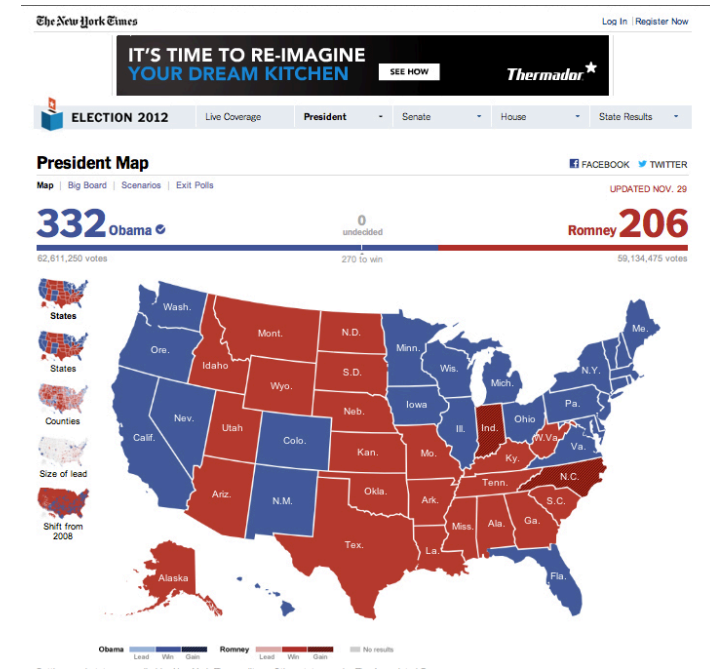 The New York Times
Log In | Register Now
IT'S TIME TO RE-IMAGINE
YOUR DREAM KITCHEN
SEE HOW
Thermador
ELECTION 2012
Live Coverage
President
Senate
House
State Results
President Map
FACEBOOK
TWITTER
Map | Big Board | Scenarios | Exit Polls
UPDATED NOV. 29
332 Obama
0
undecided
Romney 206
62,611,250 votes
270 to win
59,134,475 votes
States
States
Counties
Size of lead
Shift from
2008
Wash.
Ore.
Calif.
Nev.
Idaho
Mont.
Wyo.
Utah
Ariz.
Colo.
N.M.
N.D.
S.D.
Neb.
Kan.
Okla.
Tex.
Minn.
Iowa
Mo.
Ark.
La.
Wis.
Ill.
Mich.
Ind.
Ohio
Ky.
Tenn.
Miss.
Ala.
Ga.
Fla.
S.C.
N.C.
Va.
W.Va.
Pa.
N.Y.
Me.
Alaska
Obama
Lead
Win
Gain
Romney
Lead
Win
Gain
No results